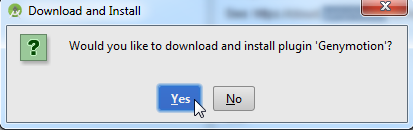 Download and Install
Would you like to download and install plugin 'Genymotion'?
Yes
No